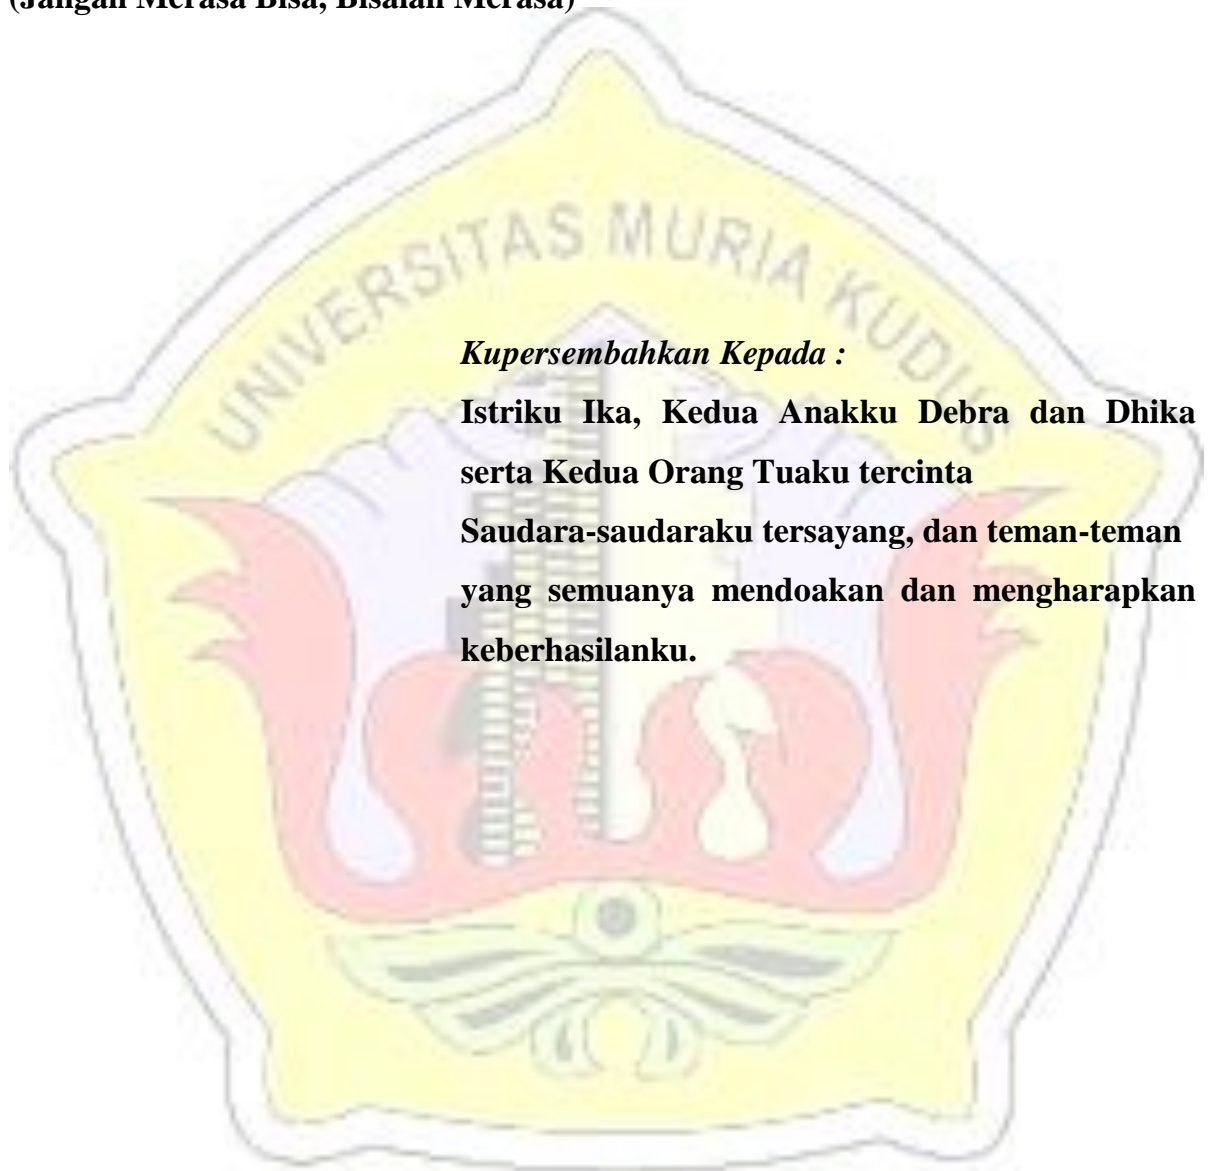 (Jangan Merasa Bisa, Bisalah Merasa)
UNIVERSITAS MURIA KUDUS
Kupersembahkan Kepada :
Istriku Ika, Kedua Anakku Debra dan Dhika
serta Kedua Orang Tuaku tercinta
Saudara-saudaraku tersayang, dan teman-teman
yang semuanya mendoakan dan mengharapkan
keberhasilanku.